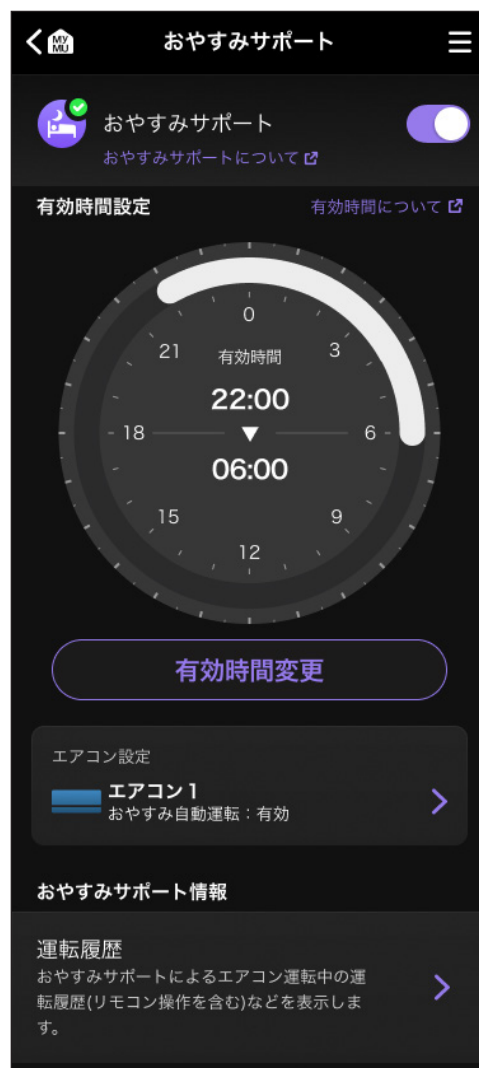 MY
MU
おやすみサポート
おやすみサポート
おやすみサポートについて
有効時間設定
有効時間について
0
21
有効時間
3
22:00
18
▼
6
06:00
15
9
12
有効時間変更
エアコン設定
エアコン 1
おやすみ自動運転：有効
おやすみサポート情報
運転履歴
おやすみサポートによるエアコン運転中の運
転履歴(リモコン操作を含む)などを表示しま
す。